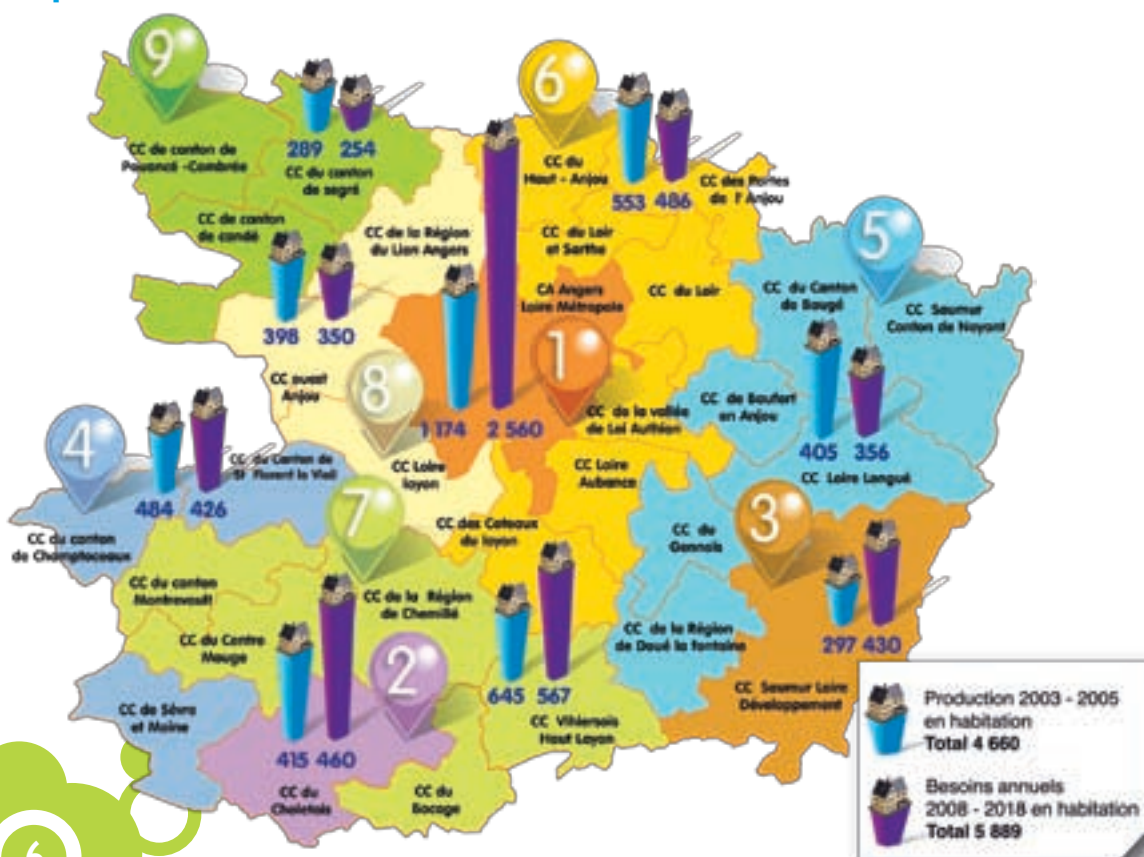 9
6
CC de canton de
Pouancé -Combrée
289 254
CC du canton
de segré
CC du
Haut - Anjou
553 486
CC des Portes
de l'Anjou
CC de canton
de candé
CC de la Région
du Lion Angers
CC du Loir
et Sarthe
5
CA Angers
Loire Métropole
CC du Loir
CC du Canton
de Baugé
CC Saumur
Canton de Noyant
398 350
8
1
CC ouest
Anjou
CC de Baufort
en Anjou
1 174 2 560
CC de la vallée
de Loi Authion
405 356
CC Loire Longué
4
CC du Canton de
St Florent le Vieil
CC Loire
layon
CC Loire
Aubance
484 426
7
3
CC du canton
de Champtoceaux
CC des Coteaux
du layon
CC du
Gennois
CC du canton
Montrevault
CC de la Région
de Chemillé
CC du Centre
Mauge
CC de la Région
de Doué la fontaine
297 430
2
645 567
CC de Sèvre
et Moine
CC Vihiersois
Haut Layon
CC Saumur Loire
Développement
415 460
CC du
Choletais
CC du
Bocage
Production 2003 - 2005
en habitation
Total 4 660
Besoins annuels
2008 - 2018 en habitation
Total 5 889
6